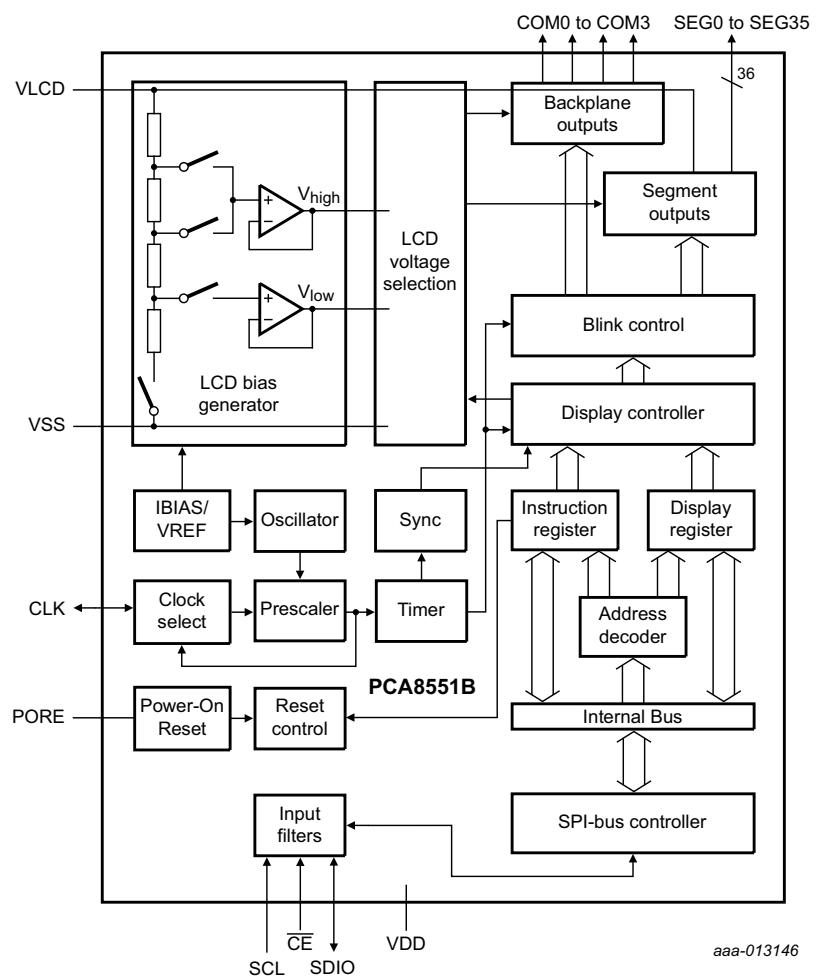 COM0 to COM3
SEG0 to SEG35
VLCD
36
Backplane
outputs
Segment
outputs
Vhigh
LCD
voltage
selection
Vlow
Blink control
LCD bias
generator
Display controller
VSS
IBIAS/
VREF
Oscillator
Sync
Instruction
register
Display
register
CLK
Clock
select
Prescaler
Timer
Address
decoder
PCA8551B
PORE
Power-On
Reset
Reset
control
Internal Bus
Input
filters
SPI-bus controller
SCL
CE
SDIO
VDD
aaa-013146